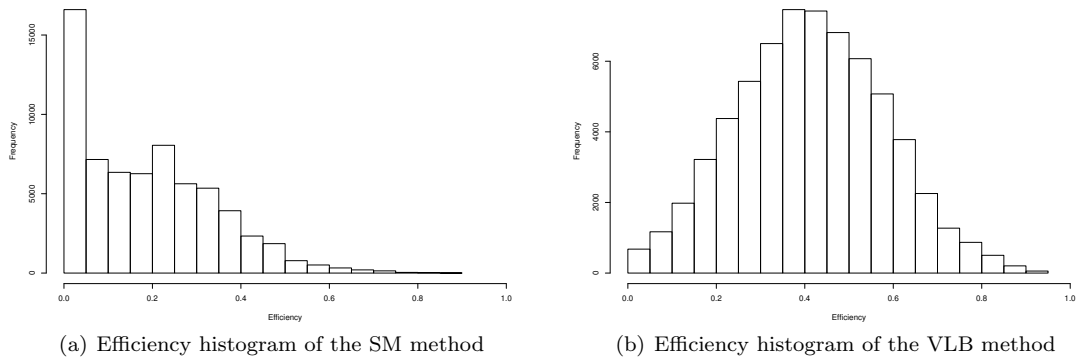 15000
10000
5000
0
Frequency
0.0 0.2 0.4 0.6 0.8 1.0
Efficiency
(a) Efficiency histogram of the SM method
6000
4000
2000
0
Frequency
0.0 0.2 0.4 0.6 0.8 1.0
Efficiency
(b) Efficiency histogram of the VLB method